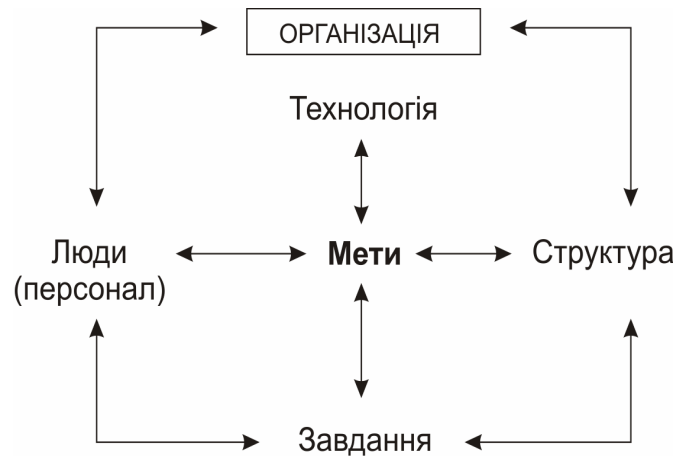 ОРГАНІЗАЦІЯ
Технологія
Люди
(персонал)
Мети
Структура
Завдання